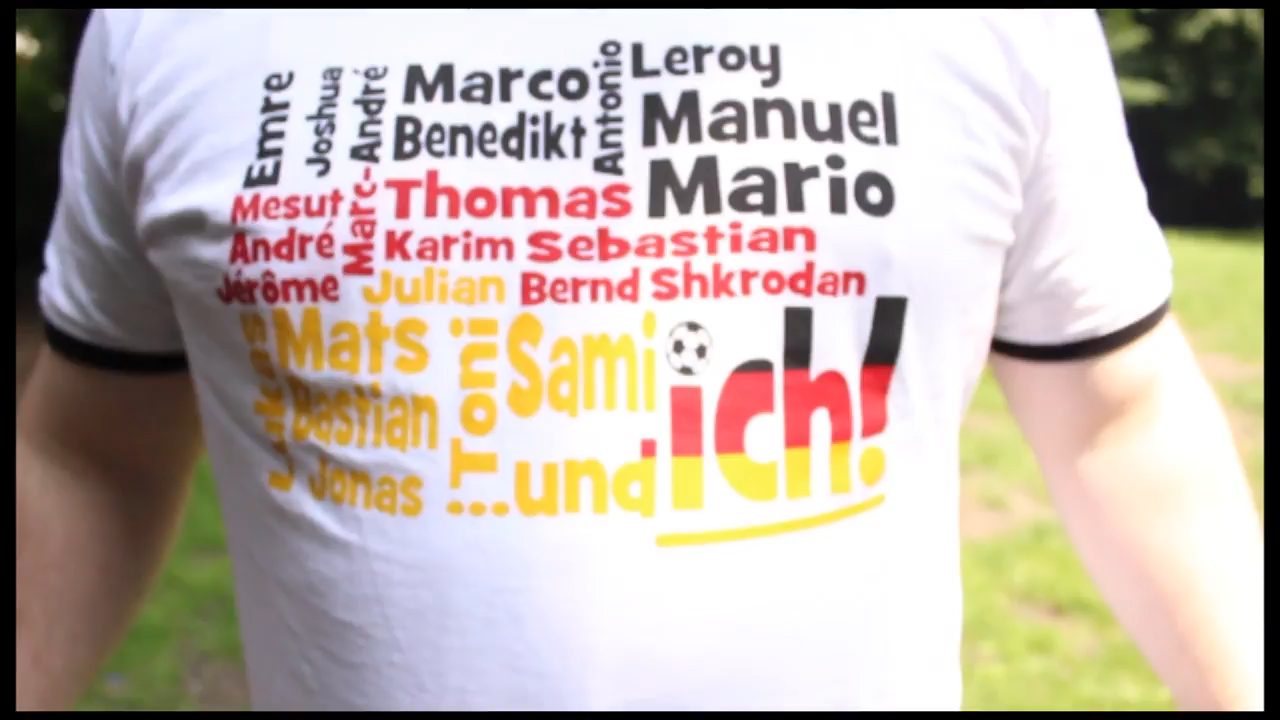 Emre
Joshua
Marc-André
Marco
Benedikt
Antonio
Leroy
Manuel
Mario
Mesut
Thomas
André
Karim Sebastian
Jérôme Julian Bernd Shkrodan
Lukas
Mats
Bastian
Jonas
Toni
Sami
...und ich!